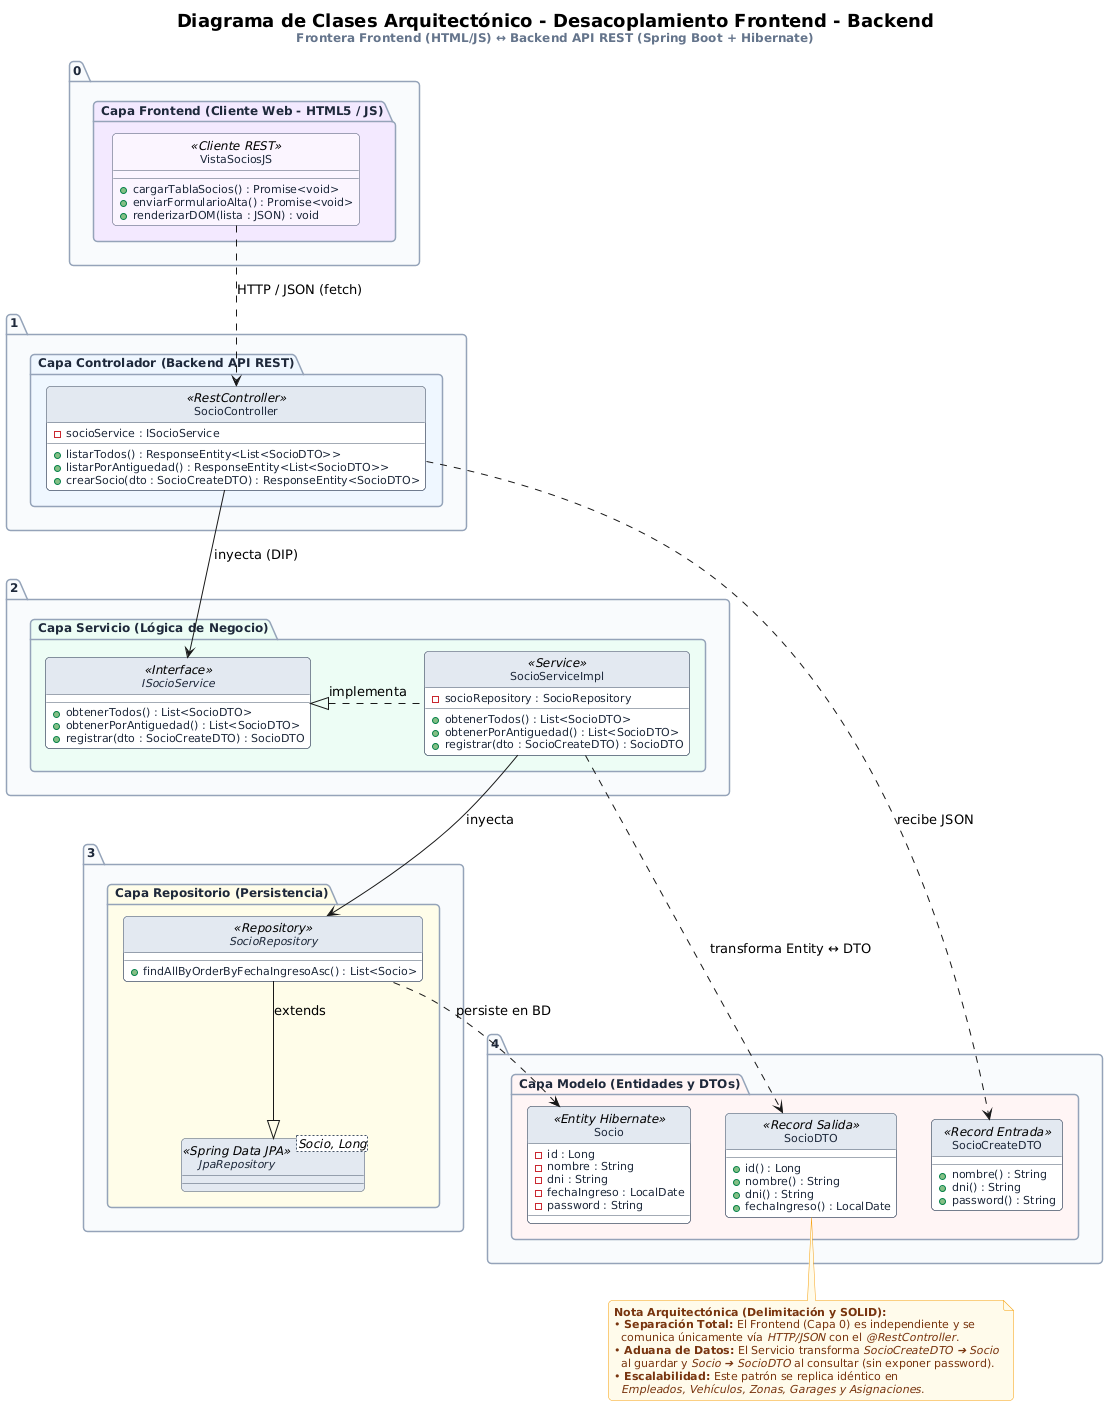 Diagrama de Clases Arquitectónico - Desacoplamiento Frontend - Backend
Frontera Frontend (HTML/JS) ↔ Backend API REST (Spring Boot + Hibernate)
0
Capa Frontend (Cliente Web - HTML5 / JS)
«Cliente REST»
VistaSociosJS
cargarTablaSocios() : Promise<void>
enviarFormularioAlta() : Promise<void>
renderizarDOM(lista : JSON) : void
HTTP / JSON (fetch)
1
Capa Controlador (Backend API REST)
«RestController»
SocioController
socioService : ISocioService
listarTodos() : ResponseEntity<List<SocioDTO>>
listarPorAntiguedad() : ResponseEntity<List<SocioDTO>>
crearSocio(dto : SocioCreateDTO) : ResponseEntity<SocioDTO>
inyecta (DIP)
2
Capa Servicio (Lógica de Negocio)
«Interface»
ISocioService
obtenerTodos() : List<SocioDTO>
obtenerPorAntiguedad() : List<SocioDTO>
registrar(dto : SocioCreateDTO) : SocioDTO
implementa
«Service»
SocioServiceImpl
socioRepository : SocioRepository
obtenerTodos() : List<SocioDTO>
obtenerPorAntiguedad() : List<SocioDTO>
registrar(dto : SocioCreateDTO) : SocioDTO
inyecta
recibe JSON
transforma Entity ↔ DTO
3
Capa Repositorio (Persistencia)
«Repository»
SocioRepository
findAllByOrderByFechaIngresoAsc() : List<Socio>
extends
persiste en BD
«Spring Data JPA»
JpaRepository
Socio, Long
4
Capa Modelo (Entidades y DTOs)
«Entity Hibernate»
Socio
id : Long
nombre : String
dni : String
fechaIngreso : LocalDate
password : String
«Record Salida»
SocioDTO
id() : Long
nombre() : String
dni() : String
fechaIngreso() : LocalDate
«Record Entrada»
SocioCreateDTO
nombre() : String
dni() : String
password() : String
Nota Arquitectónica (Delimitación y SOLID):
• Separación Total: El Frontend (Capa 0) es independiente y se
comunica únicamente vía HTTP/JSON con el @RestController.
• Aduana de Datos: El Servicio transforma SocioCreateDTO ➔ Socio
al guardar y Socio ➔ SocioDTO al consultar (sin exponer password).
• Escalabilidad: Este patrón se replica idéntico en
Empleados, Vehículos, Zonas, Garages y Asignaciones.